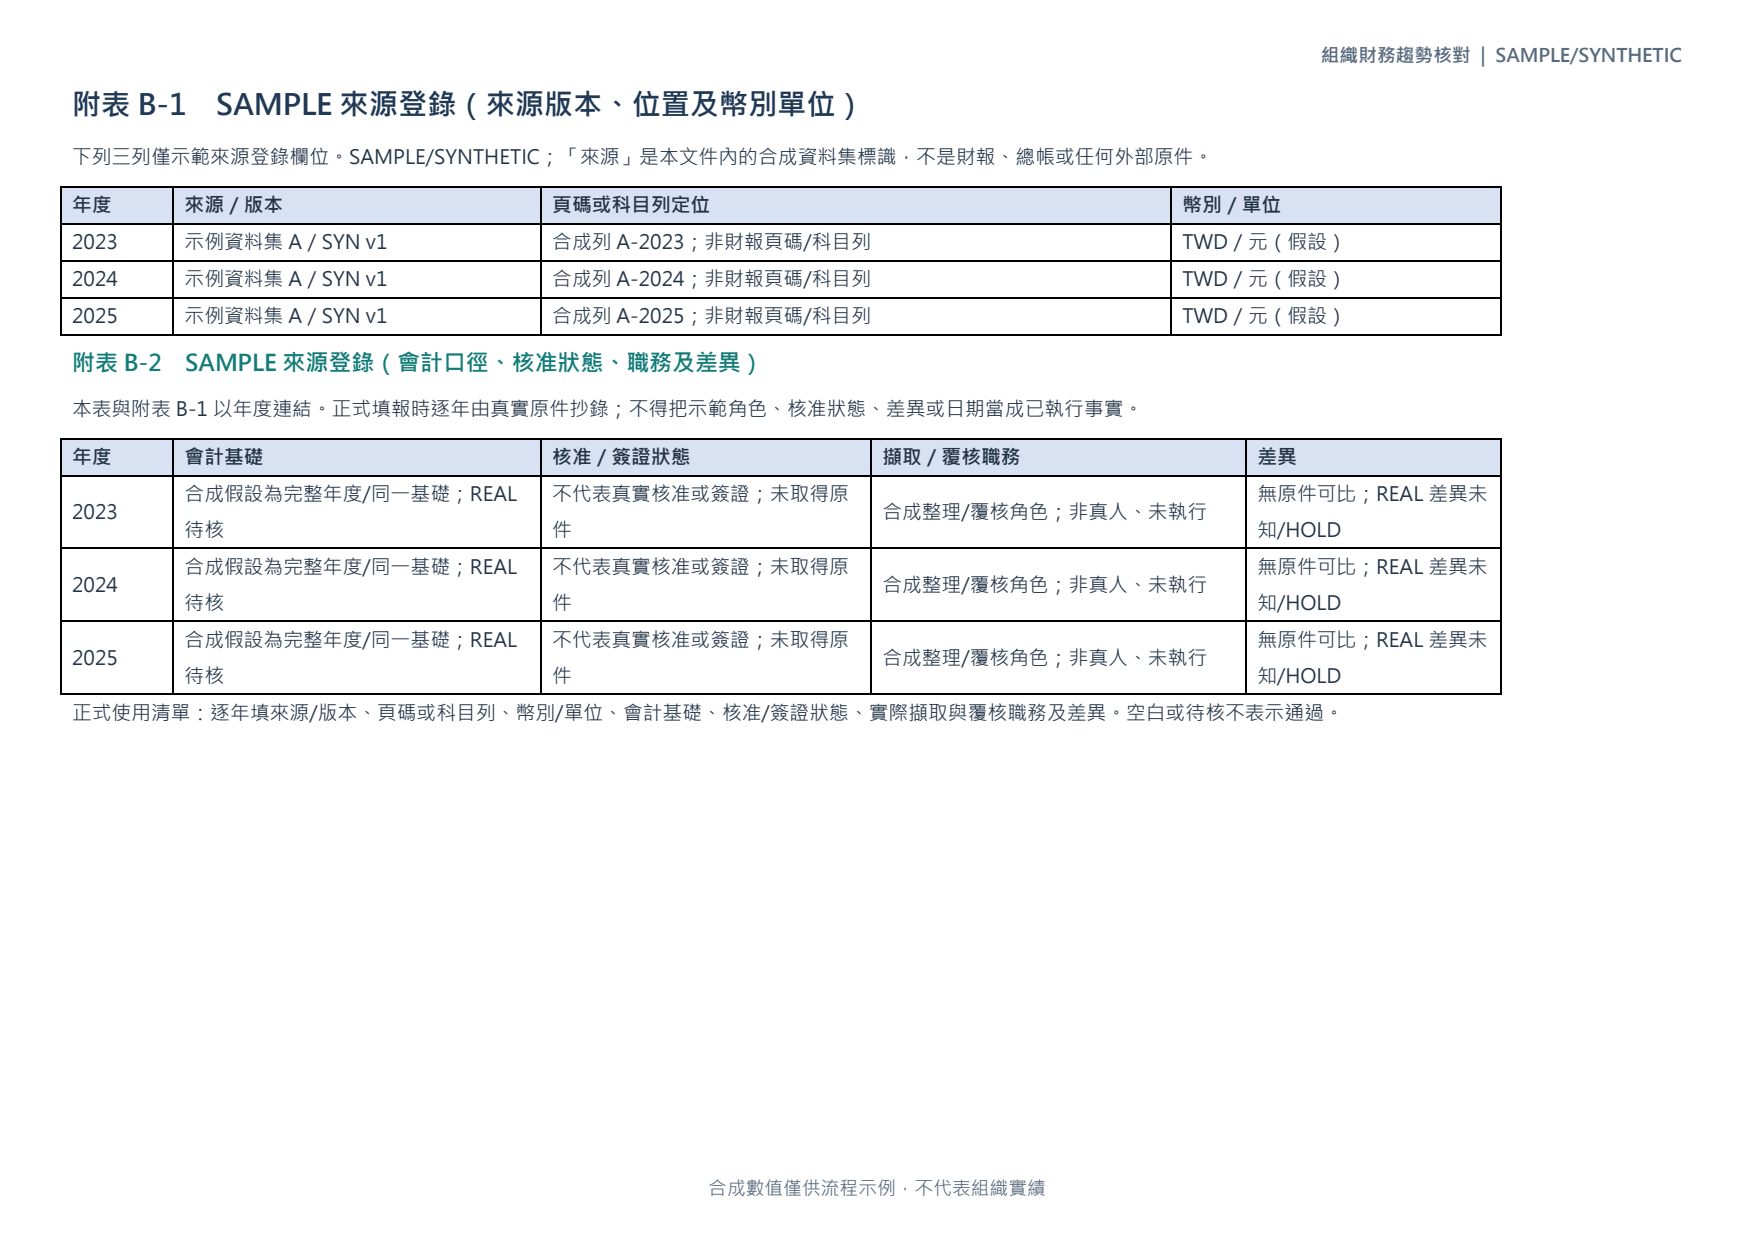 組織財務趨勢核對｜SAMPLE/SYNTHETIC
附表 B-1　SAMPLE 來源登錄（來源版本、位置及幣別單位）
下列三列僅示範來源登錄欄位。SAMPLE/SYNTHETIC；「來源」是本文件內的合成資料集標識，不是財報、總帳或任何外部原件。
年度 來源 / 版本 頁碼或科目列定位 幣別 / 單位
2023 示例資料集 A / SYN v1 合成列 A-2023；非財報頁碼/科目列 TWD / 元（假設）
2024 示例資料集 A / SYN v1 合成列 A-2024；非財報頁碼/科目列 TWD / 元（假設）
2025 示例資料集 A / SYN v1 合成列 A-2025；非財報頁碼/科目列 TWD / 元（假設）
附表 B-2　SAMPLE 來源登錄（會計口徑、核准狀態、職務及差異）
本表與附表 B-1 以年度連結。正式填報時逐年由真實原件抄錄；不得把示範角色、核准狀態、差異或日期當成已執行事實。
年度 會計基礎 核准 / 簽證狀態 擷取 / 覆核職務 差異
2023 合成假設為完整年度/同一基礎；REAL 待核 不代表真實核准或簽證；未取得原件 合成整理/覆核角色；非真人、未執行 無原件可比；REAL 差異未知/HOLD
2024 合成假設為完整年度/同一基礎；REAL 待核 不代表真實核准或簽證；未取得原件 合成整理/覆核角色；非真人、未執行 無原件可比；REAL 差異未知/HOLD
2025 合成假設為完整年度/同一基礎；REAL 待核 不代表真實核准或簽證；未取得原件 合成整理/覆核角色；非真人、未執行 無原件可比；REAL 差異未知/HOLD
正式使用清單：逐年填來源/版本、頁碼或科目列、幣別/單位、會計基礎、核准/簽證狀態、實際擷取與覆核職務及差異。空白或待核不表示通過。
合成數值僅供流程示例，不代表組織實績